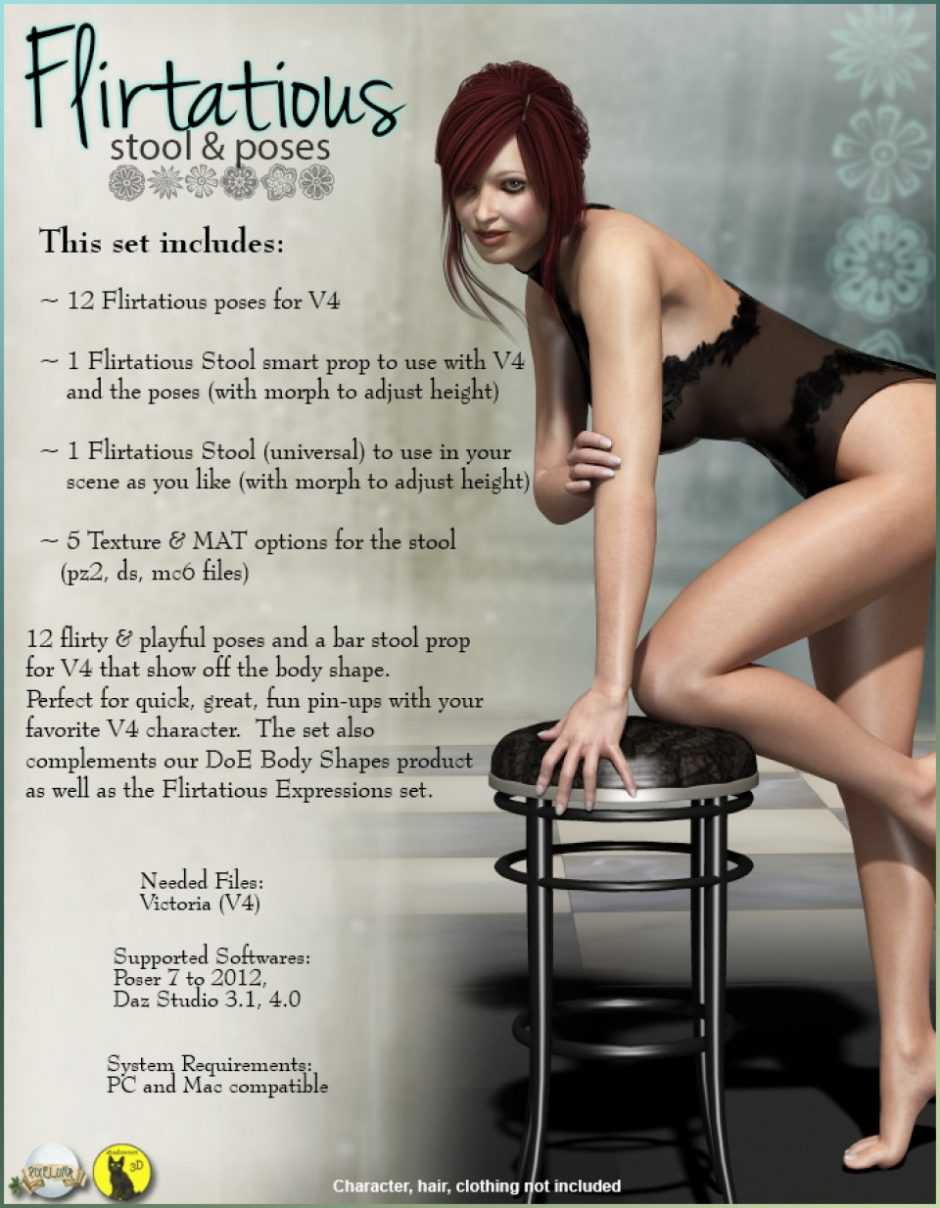 Flirtatious
stool & poses
This set includes:
~ 12 Flirtatious poses for V4
~ 1 Flirtatious Stool smart prop to use with V4
and the poses (with morph to adjust height)
~ 1 Flirtatious Stool (universal) to use in your
scene as you like (with morph to adjust height)
~ 5 Texture & MAT options for the stool
(pz2, ds, mc6 files)
12 flirty & playful poses and a bar stool prop
for V4 that show off the body shape.
Perfect for quick, great, fun pin-ups with your
favorite V4 character.  The set also
complements our DoE Body Shapes product
as well as the Flirtatious Expressions set.
Needed Files:
Victoria (V4)
Supported Softwares:
Poser 7 to 2012,
Daz Studio 3.1, 4.0
System Requirements:
PC and Mac compatible
3D
Character, hair, clothing not included